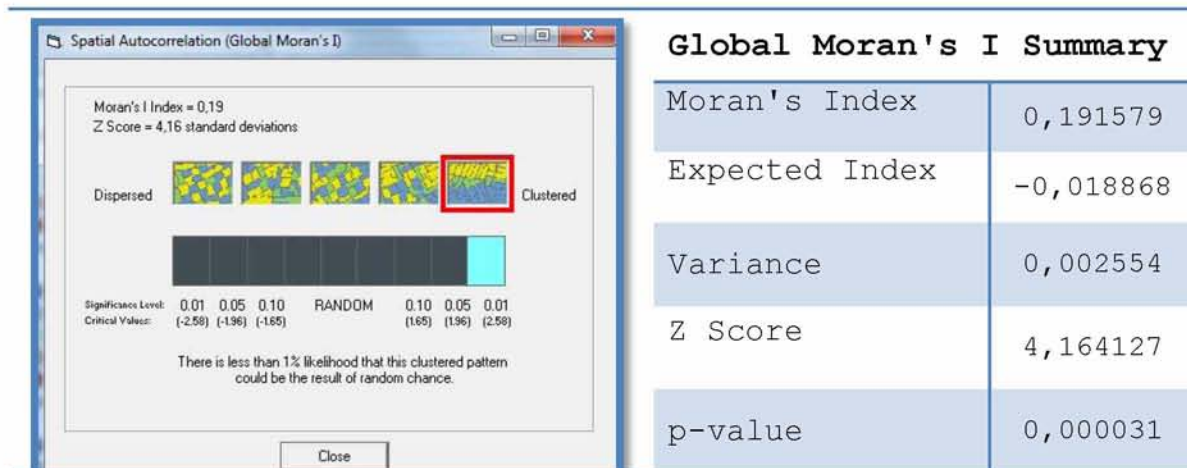 Spatial Autocorrelation (Global Moran's I)
Moran's I Index = 0,19
Z Score = 4,16 standard deviations
Dispersed
Clustered
Significance Level: 0.01 0.05 0.10 RANDOM 0.10 0.05 0.01
Critical Values: (-2.58) (-1.96) (-1.65) (1.65) (1.96) (2.58)
There is less than 1% likelihood that this clustered pattern
could be the result of random chance.
Close
Global Moran's I Summary
Moran's Index 0,191579
Expected Index -0,018868
Variance 0,002554
Z Score 4,164127
p-value 0,000031